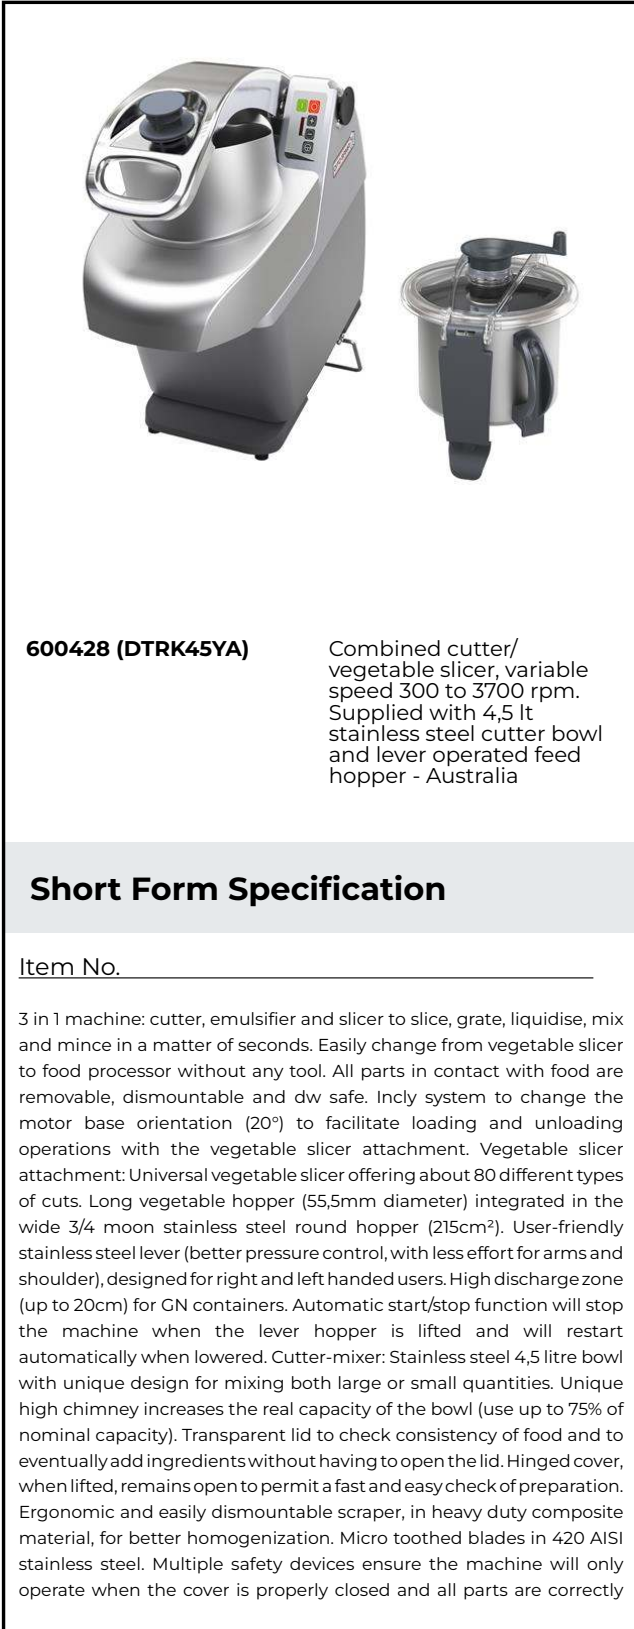 600428 (DTRK45YA)
Combined cutter/
vegetable slicer, variable
speed 300 to 3700 rpm.
Supplied with 4,5 lt
stainless steel cutter bowl
and lever operated feed
hopper - Australia
Short Form Specification
Item No.
3 in 1 machine: cutter, emulsifier and slicer to slice, grate, liquidise, mix
and mince in a matter of seconds. Easily change from vegetable slicer
to food processor without any tool. All parts in contact with food are
removable, dismountable and dw safe. Incly system to change the
motor base orientation (20°) to facilitate loading and unloading
operations with the vegetable slicer attachment. Vegetable slicer
attachment: Universal vegetable slicer offering about 80 different types
of cuts. Long vegetable hopper (55,5mm diameter) integrated in the
wide 3/4 moon stainless steel round hopper (215cm²). User-friendly
stainless steel lever (better pressure control, with less effort for arms and
shoulder), designed for right and left handed users. High discharge zone
(up to 20cm) for GN containers. Automatic start/stop function will stop
the machine when the lever hopper is lifted and will restart
automatically when lowered. Cutter-mixer: Stainless steel 4,5 litre bowl
with unique design for mixing both large or small quantities. Unique
high chimney increases the real capacity of the bowl (use up to 75% of
nominal capacity). Transparent lid to check consistency of food and to
eventually add ingredients without having to open the lid. Hinged cover,
when lifted, remains open to permit a fast and easy check of preparation.
Ergonomic and easily dismountable scraper, in heavy duty composite
material, for better homogenization. Micro toothed blades in 420 AISI
stainless steel. Multiple safety devices ensure the machine will only
operate when the cover is properly closed and all parts are correctly